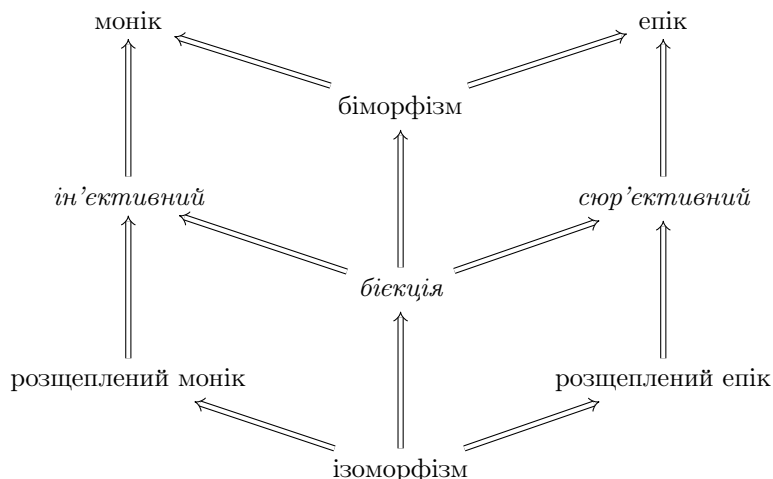 монік
епік
біморфізм
ін’єктивний
сюр’єктивний
бієкція
розщеплений монік
розщеплений епік
ізоморфізм